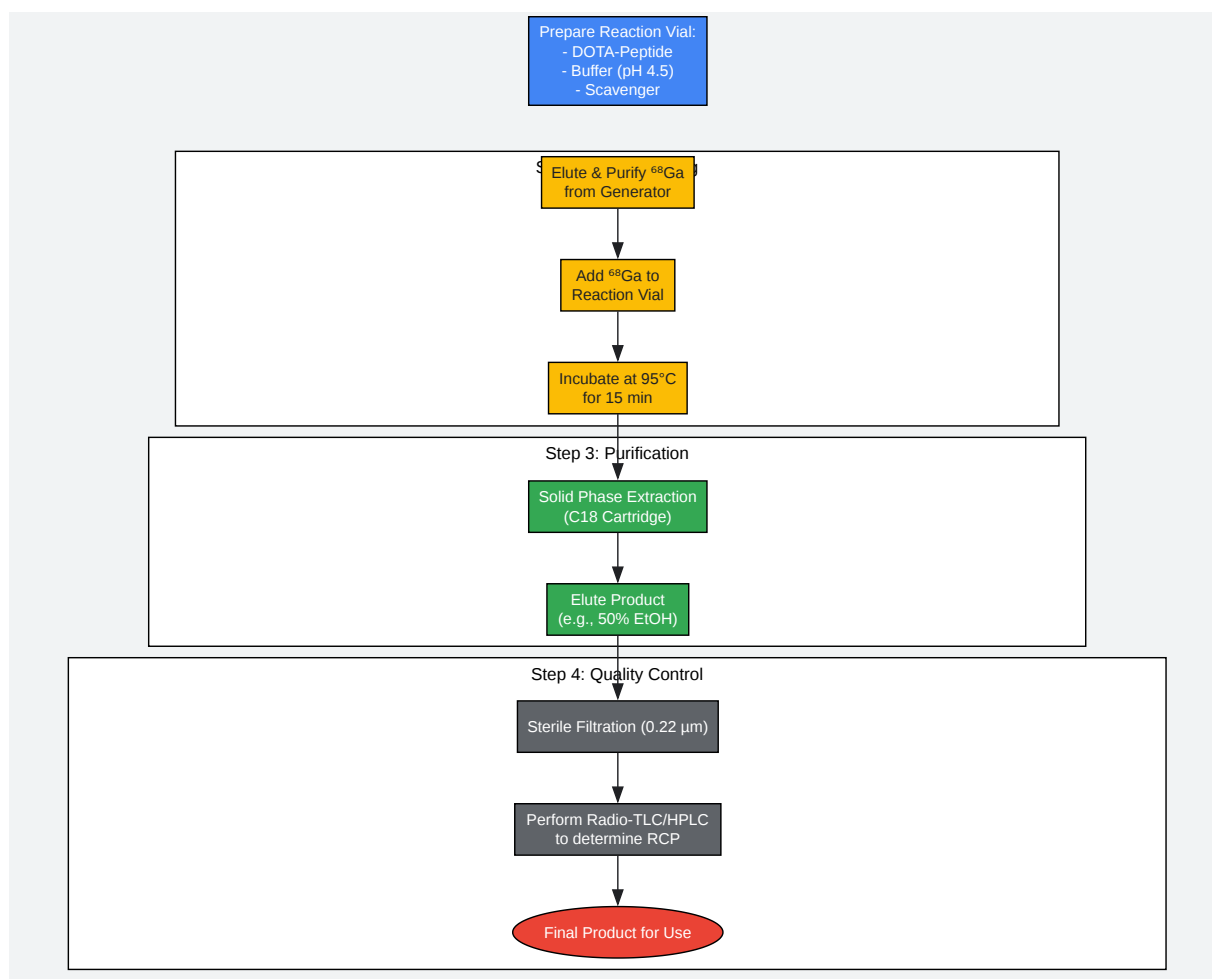 Prepare Reaction Vial:
- DOTA-Peptide
- Buffer (pH 4.5)
- Scavenger
Elute & Purify ⁶⁸Ga
from Generator
Add ⁶⁸Ga to
Reaction Vial
Incubate at 95°C
for 15 min
Step 3: Purification
Solid Phase Extraction
(C18 Cartridge)
Elute Product
(e.g., 50% EtOH)
Step 4: Quality Control
Sterile Filtration (0.22 µm)
Perform Radio-TLC/HPLC
to determine RCP
Final Product for Use